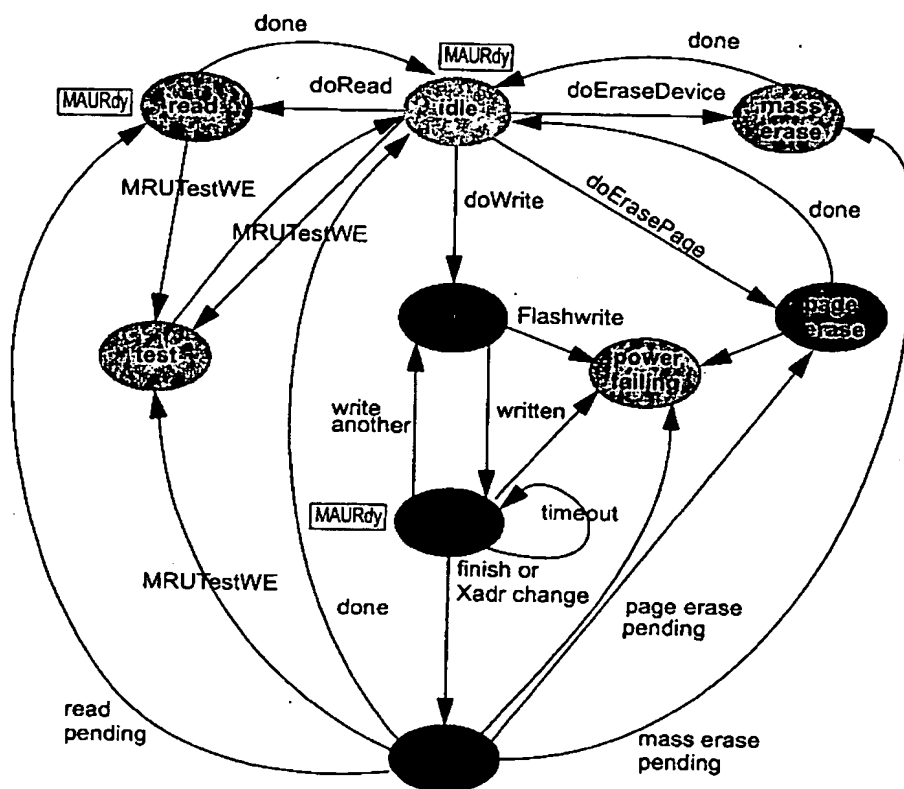 done
MAURdy
done
MAURdy
read
doRead
idle
doEraseDevice
mass
erase
MRUTestWE
MRUTestWE
doWrite
doErasePage
done
test
Flashwrite
page
erase
power
failing
write
another
written
MAURdy
timeout
MRUTestWE
done
finish or
Xadr change
page erase
pending
read
pending
mass erase
pending